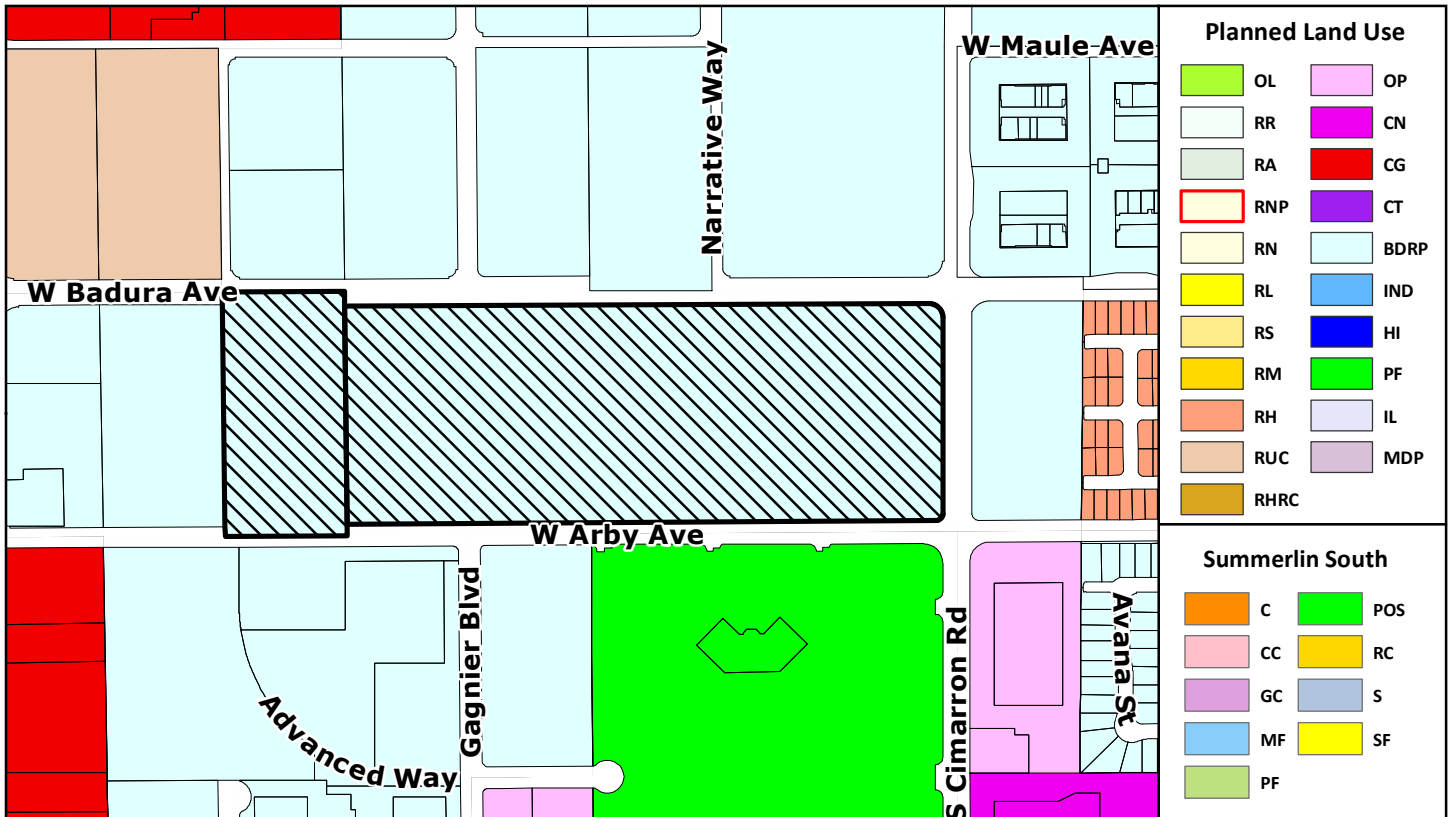 W Maule Ave
Narrative Way
W Badura Ave
W Arby Ave
Gagnier Blvd
Advanced Way
S Cimarron Rd
Avana St
Planned Land Use
OL OP
RR CN
RA CG
RNP CT
RN BDRP
RL IND
RS HI
RM PF
RH IL
RUC MDP
RHRC
Summerlin South
C POS
CC RC
GC S
MF SF
PF